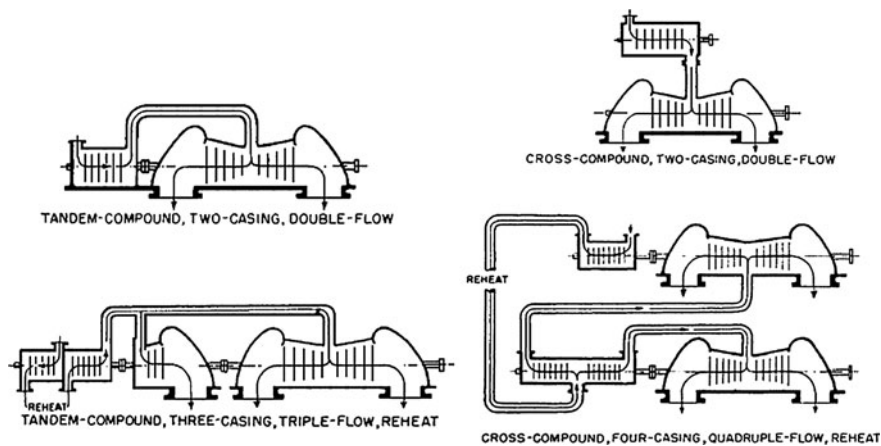 TANDEM-COMPOUND, TWO-CASING, DOUBLE-FLOW
CROSS-COMPOUND, TWO-CASING, DOUBLE-FLOW
REHEAT
TANDEM-COMPOUND, THREE-CASING, TRIPLE-FLOW, REHEAT
REHEAT
CROSS-COMPOUND, FOUR-CASING, QUADRUPLE-FLOW, REHEAT